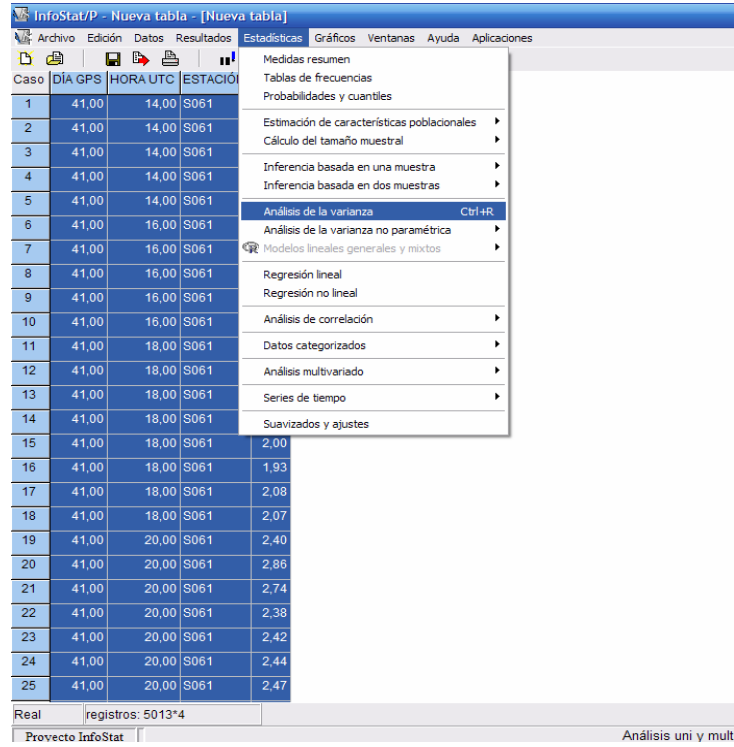 InfoStat/P - Nueva tabla - [Nueva tabla]
Archivo Edición Datos Resultados Estadísticas Gráficos Ventanas Ayuda Aplicaciones
Medidas resumen
Tablas de frecuencias
Probabilidades y cuantiles
Estimación de características poblacionales
Cálculo del tamaño muestral
Inferencia basada en una muestra
Inferencia basada en dos muestras
Análisis de la varianza Ctrl+R
Análisis de la varianza no paramétrica
Modelos lineales generales y mixtos
Regresión lineal
Regresión no lineal
Análisis de correlación
Datos categorizados
Análisis multivariado
Series de tiempo
Suavizados y ajustes
Caso DÍA GPS HORA UTC ESTACIÓ
1 41,00 14,00 S061
2 41,00 14,00 S061
3 41,00 14,00 S061
4 41,00 14,00 S061
5 41,00 14,00 S061
6 41,00 16,00 S061
7 41,00 16,00 S061
8 41,00 16,00 S061
9 41,00 16,00 S061
10 41,00 16,00 S061
11 41,00 18,00 S061
12 41,00 18,00 S061
13 41,00 18,00 S061
14 41,00 18,00 S061
15 41,00 18,00 S061 2,00
16 41,00 18,00 S061 1,93
17 41,00 18,00 S061 2,08
18 41,00 18,00 S061 2,07
19 41,00 20,00 S061 2,40
20 41,00 20,00 S061 2,86
21 41,00 20,00 S061 2,74
22 41,00 20,00 S061 2,38
23 41,00 20,00 S061 2,42
24 41,00 20,00 S061 2,44
25 41,00 20,00 S061 2,47
Real registros: 5013*4
Proyecto InfoStat Análisis uni y mult